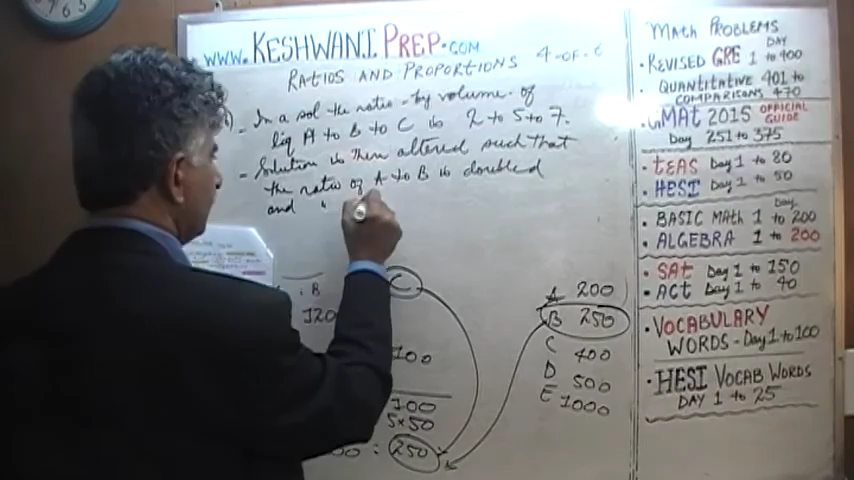 www.KESHWANIPREP.COM
4-OF-6
RATIOS AND PROPORTIONS
- In a sol the ratio - by volume - of
liq A to B to C is 2 to 5 to 7.
- Solution is then altered such that
the ratio of A to B is doubled
and "
: B
120
C
100
100
5x50
: 250
A 200
B 250
C 400
D 500
E 1000
MATH PROBLEMS
DAY
• REVISED GRE 1 to 400
• QUANTITATIVE 401 to
COMPARISONS 470
GMAT 2015 OFFICIAL
GUIDE
Day 251 to 375
• TEAS Day 1 to 80
• HESI Day 1 to 50
Day
• BASIC MATH 1 to 200
• ALGEBRA 1 to 200
• SAT Day 1 to 150
• ACT Day 1 to 40
• VOCABULARY
WORDS - Day 1 to 100
• HESI VOCAB WORDS
DAY 1 to 25